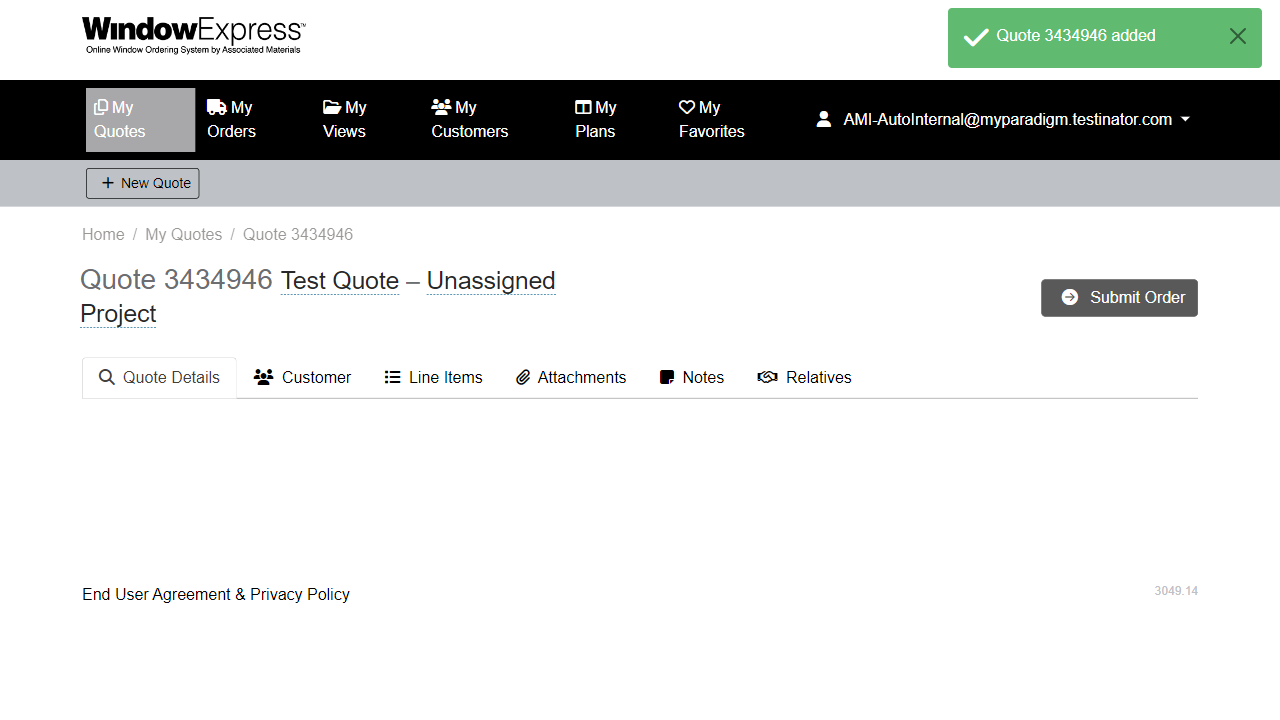 WindowExpress™
Online Window Ordering System by Associated Materials
Quote 3434946 added
My Quotes
My Orders
My Views
My Customers
My Plans
My Favorites
AMI-AutoInternal@myparadigm.testinator.com
New Quote
Home / My Quotes / Quote 3434946
Quote 3434946 Test Quote – Unassigned
Project
Submit Order
Quote Details
Customer
Line Items
Attachments
Notes
Relatives
End User Agreement & Privacy Policy
3049.14